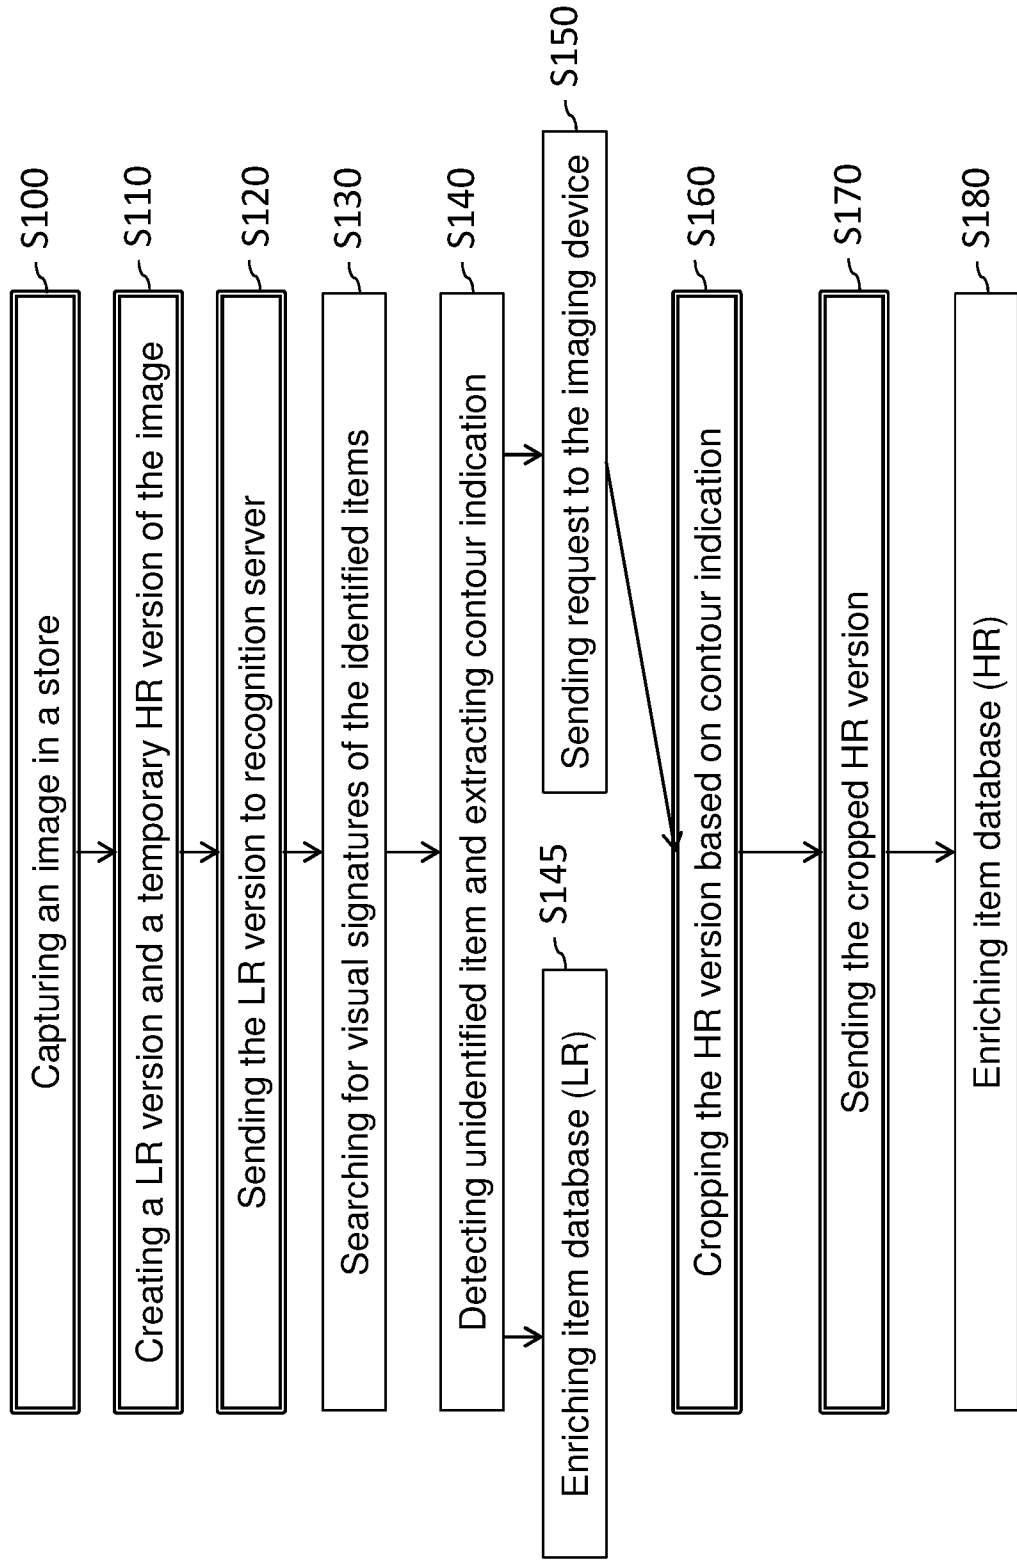 Capturing an image in a store
S100
Creating a LR version and a temporary HR version of the image
S110
Sending the LR version to recognition server
S120
Searching for visual signatures of the identified items
S130
Detecting unidentified item and extracting contour indication
S140
Enriching item database (LR)
S145
Sending request to the imaging device
S150
Cropping the HR version based on contour indication
S160
Sending the cropped HR version
S170
Enriching item database (HR)
S180